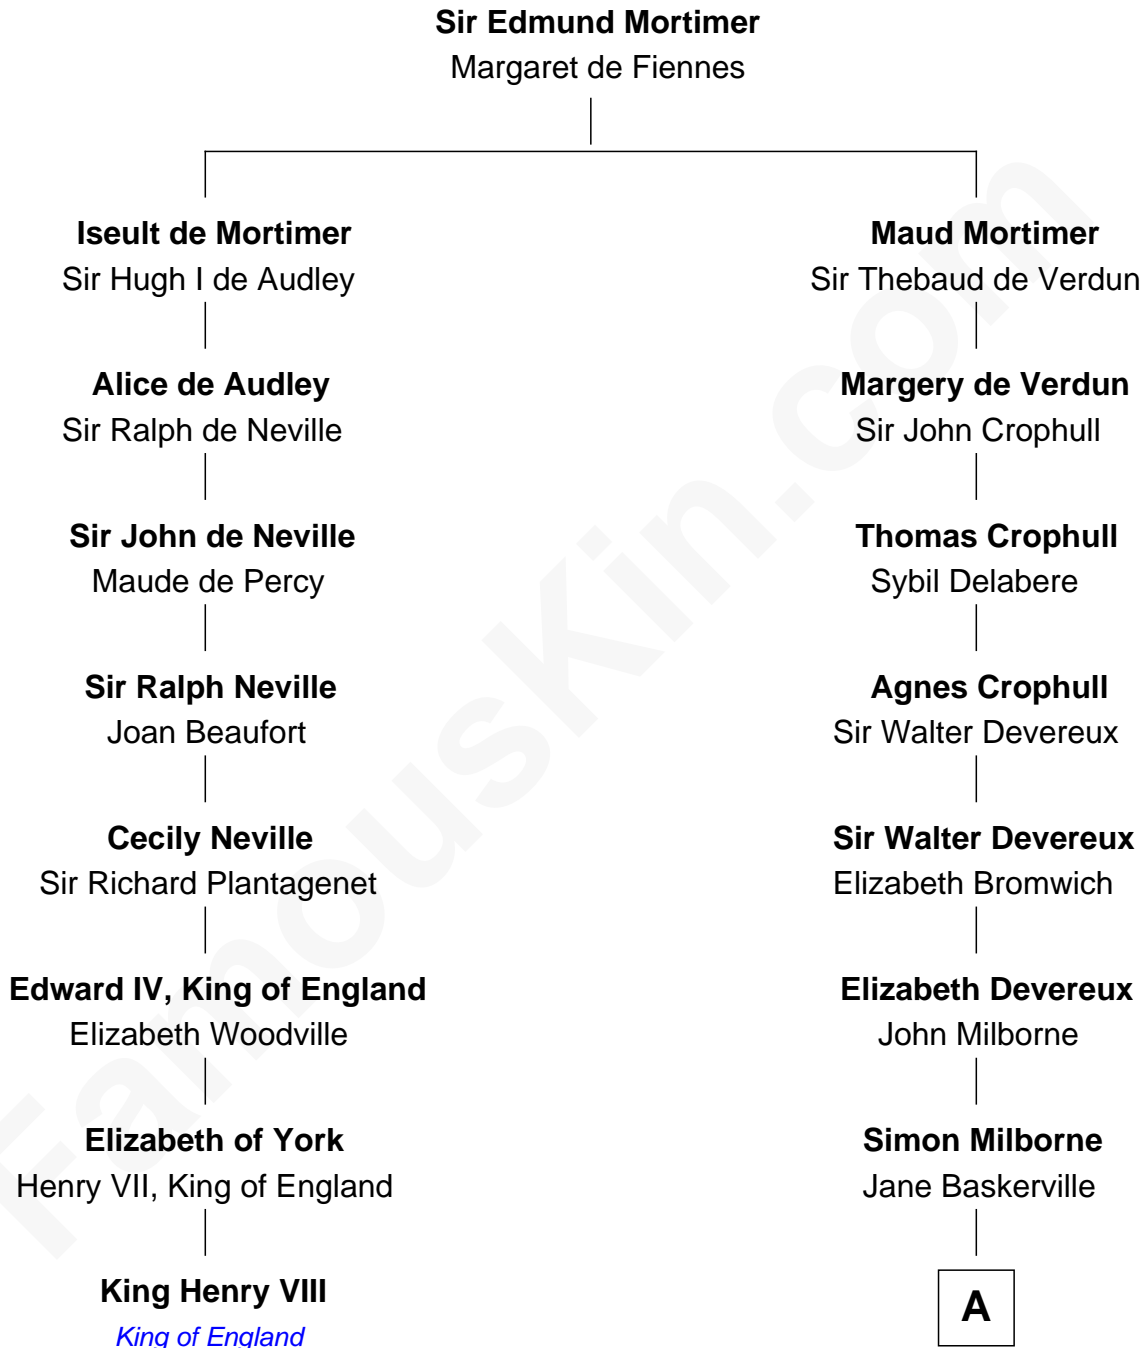 Sir Edmund Mortimer
Margaret de Fiennes
Iseult de Mortimer
Sir Hugh I de Audley
Maud Mortimer
Sir Thebaud de Verdun
Alice de Audley
Sir Ralph de Neville
Margery de Verdun
Sir John Crophull
Sir John de Neville
Maude de Percy
Thomas Crophull
Sybil Delabere
Sir Ralph Neville
Joan Beaufort
Agnes Crophull
Sir Walter Devereux
Cecily Neville
Sir Richard Plantagenet
Sir Walter Devereux
Elizabeth Bromwich
Edward IV, King of England
Elizabeth Woodville
Elizabeth Devereux
John Milborne
Elizabeth of York
Henry VII, King of England
Simon Milborne
Jane Baskerville
King Henry VIII
King of England
A
FamousKin.com